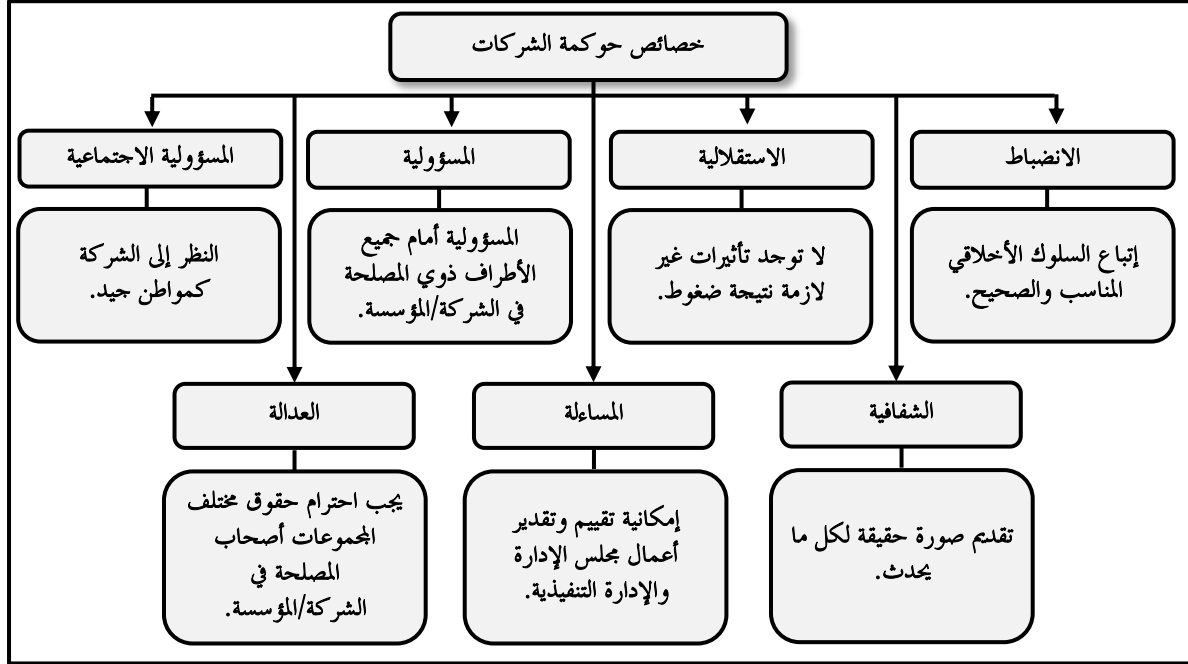 خصائص حوكمة الشركات
الانضباط
الاستقلالية
المسؤولية
المسؤولية الاجتماعية
إتباع السلوك الأخلاقي
المناسب والصحيح.
لا توجد تأثيرات غير
لازمة نتيجة ضغوط.
المسؤولية أمام جميع
الأطراف ذوي المصلحة
في الشركة/المؤسسة.
النظر إلى الشركة
كمواطن جيد.
الشفافية
المساءلة
العدالة
تقديم صورة حقيقة لكل ما
يحدث.
إمكانية تقييم وتقدير
أعمال مجلس الإدارة
والإدارة التنفيذية.
يجب احترام حقوق مختلف
المجموعات أصحاب
المصلحة في
الشركة/المؤسسة.